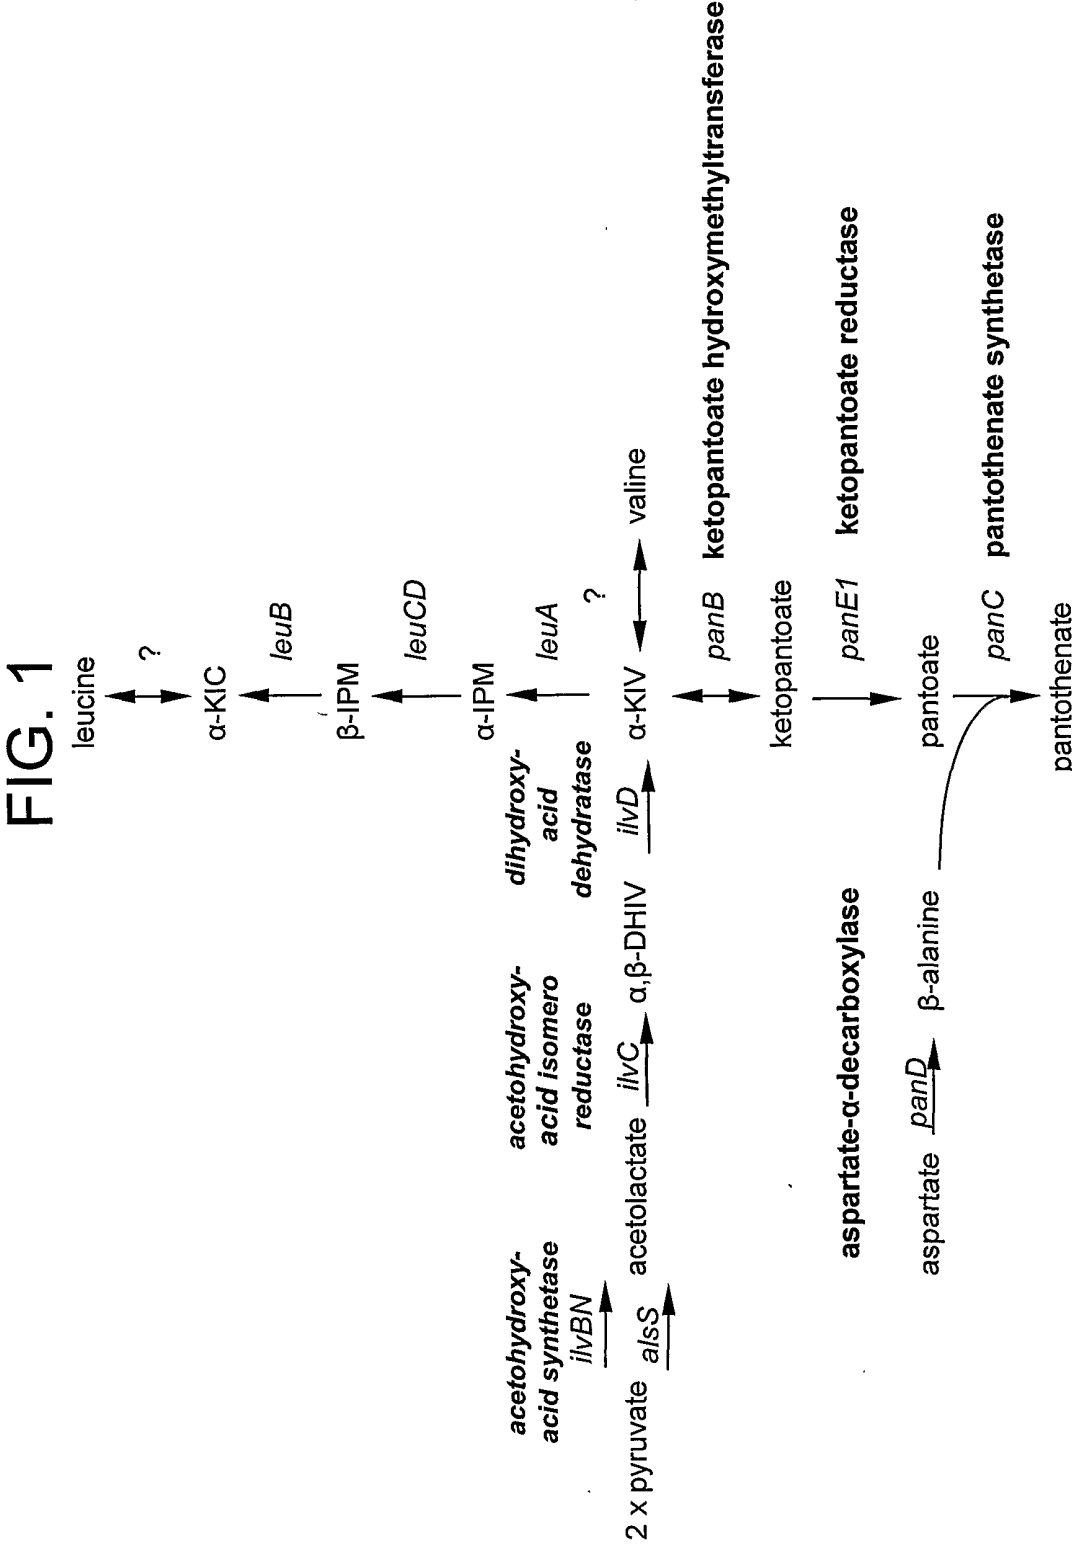 FIG. 1
leucine
?
α-KIC
leuB
β-IPM
leuCD
α-IPM
leuA
acetohydroxy-
acid synthetase
ilvBN
acetohydroxy-
acid isomero
reductase
dihydroxy-
acid
dehydratase
2 x pyruvate
alsS
acetolactate
ilvC
α,β-DHIV
ilvD
α-KIV
?
valine
panB
ketopantoate hydroxymethyltransferase
ketopantoate
panE1
ketopantoate reductase
aspartate-α-decarboxylase
aspartate
panD
β-alanine
pantoate
panC
pantothenate synthetase
pantothenate